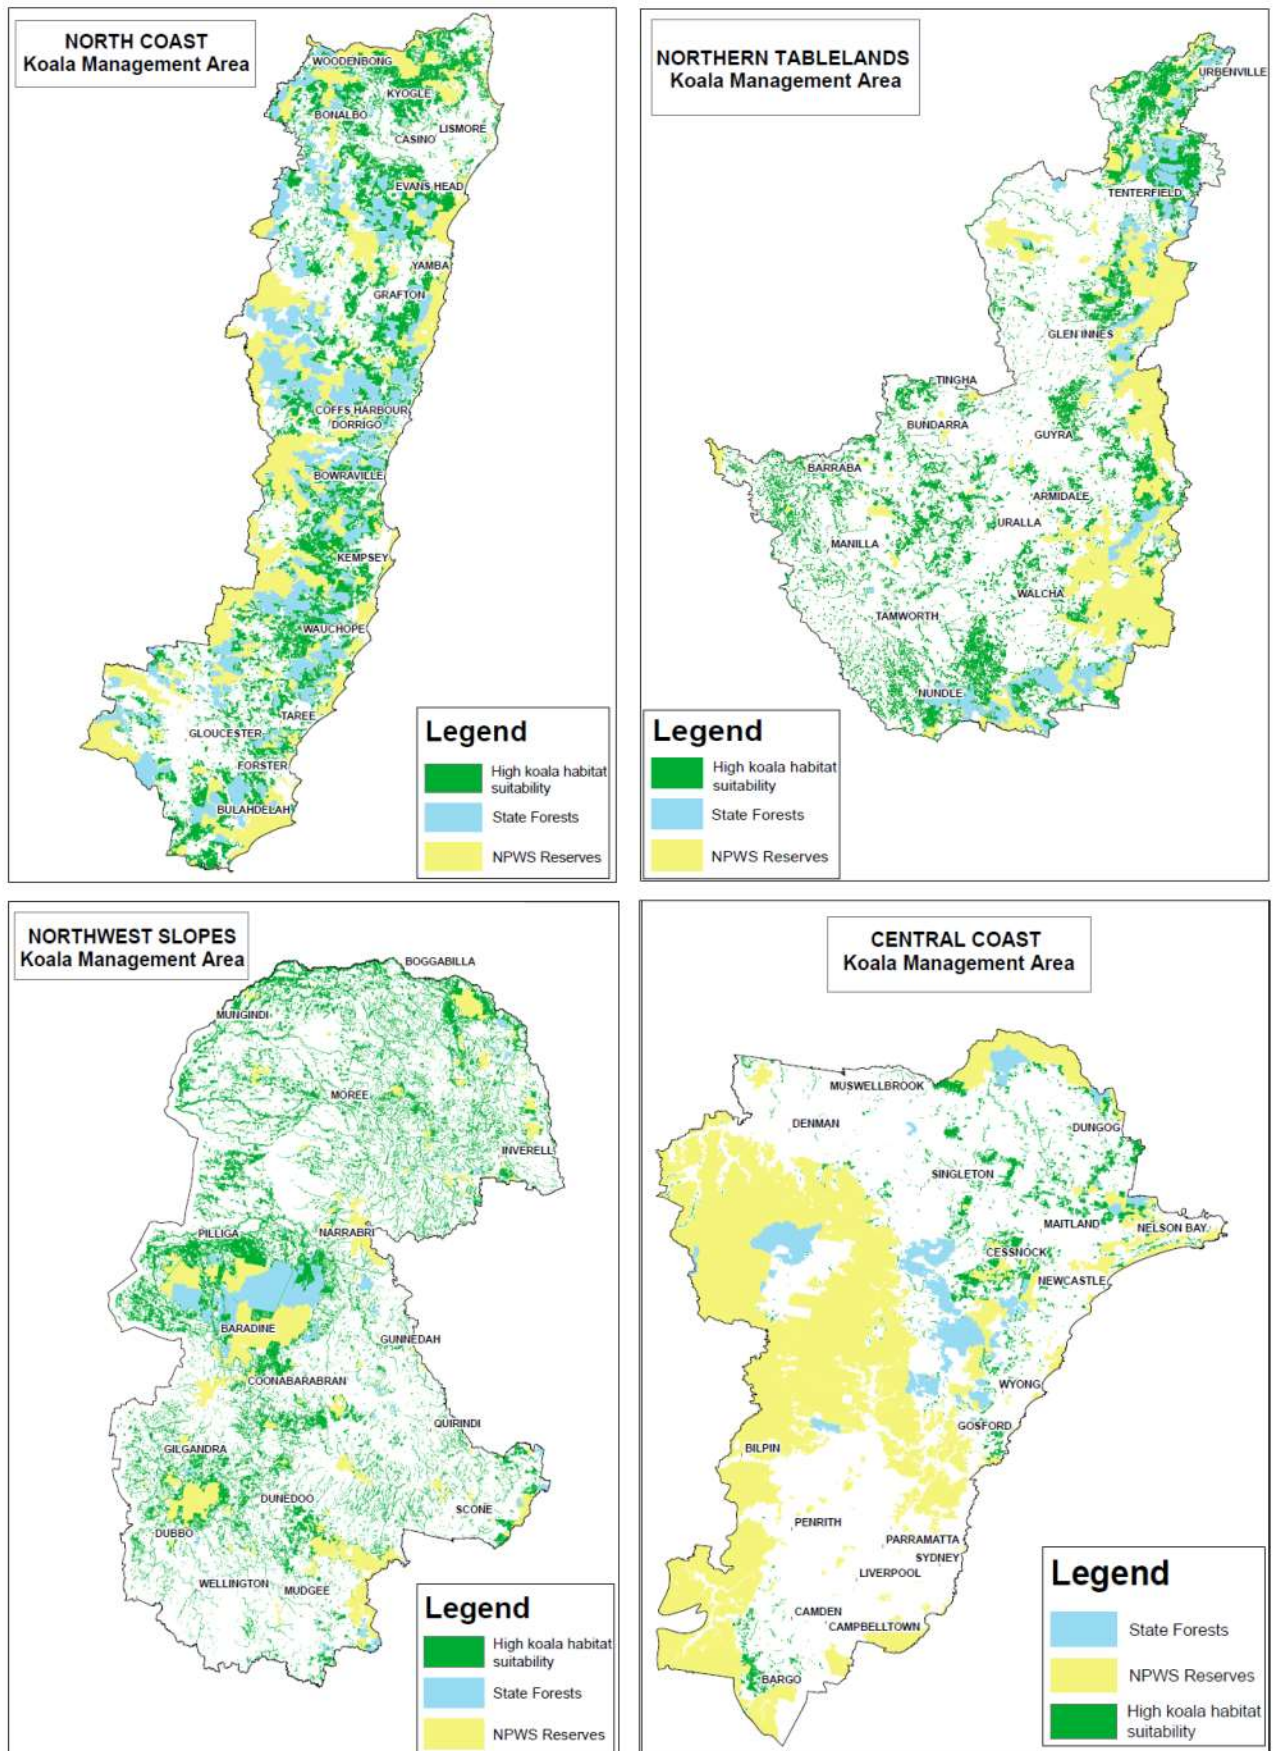 NORTH COAST
Koala Management Area
WOODENBONG
KYOGLE
BONALBO
LISMORE
CASINO
EVANS HEAD
YAMBA
GRAFTON
COFFS HARBOUR
DORRIGO
BOWRAVILLE
KEMPSEY
WAUCHOPE
TAREE
GLOUCESTER
FORSTER
BULAHDELAH
Legend
High koala habitat
suitability
State Forests
NPWS Reserves
NORTHERN TABLELANDS
Koala Management Area
URBENVILLE
TENTERFIELD
GLEN INNES
TINGHA
BUNDARRA
GUYRA
BARRABA
ARMIDALE
URALLA
MANILLA
WALCHA
TAMWORTH
NUNDLE
Legend
High koala habitat
suitability
State Forests
NPWS Reserves
NORTHWEST SLOPES
Koala Management Area
BOGGABILLA
MUNGINDI
MOREE
INVERELL
PILLIGA
NARRABRI
BARADINE
GUNNEDAH
COONABARABRAN
QUIRINDI
GILGANDRA
DUNEDOO
SCONE
DUBBO
WELLINGTON
MUDGEE
Legend
High koala habitat
suitability
State Forests
NPWS Reserves
CENTRAL COAST
Koala Management Area
MUSWELLBROOK
DENMAN
DUNGOG
SINGLETON
MAITLAND
NELSON BAY
CESSNOCK
NEWCASTLE
WYONG
GOSFORD
BILPIN
PENRITH
PARRAMATTA
SYDNEY
LIVERPOOL
CAMDEN
CAMPBELLTOWN
BARGO
Legend
State Forests
NPWS Reserves
High koala habitat
suitability